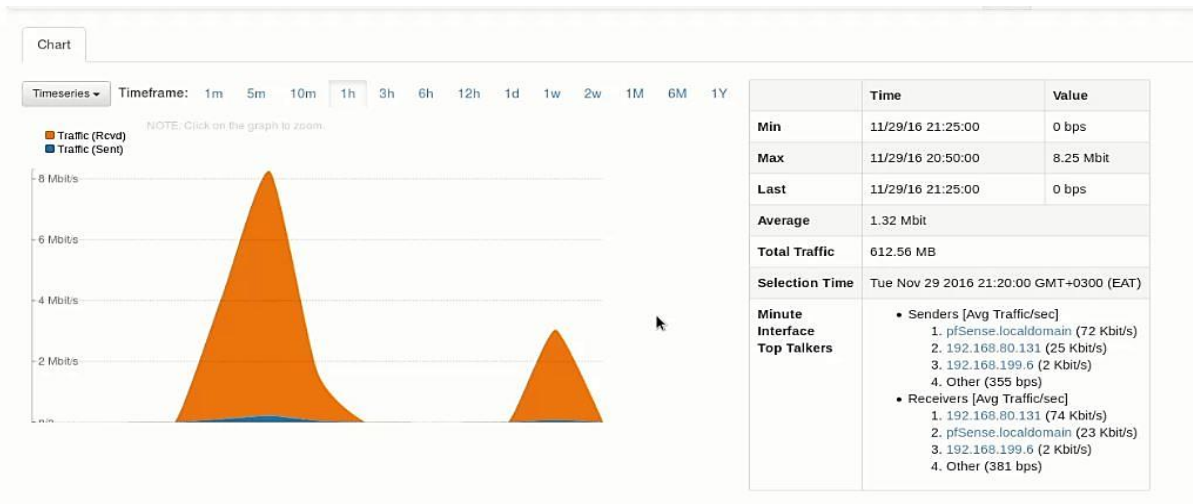 Chart
Timeseries Timeframe: 1m 5m 10m 1h 3h 6h 12h 1d 1w 2w 1M 6M 1Y
NOTE: Click on the graph to zoom.
Traffic (Rcvd)
Traffic (Sent)
8 Mbit/s
6 Mbit/s
4 Mbit/s
2 Mbit/s
Time Value
Min 11/29/16 21:25:00 0 bps
Max 11/29/16 20:50:00 8.25 Mbit
Last 11/29/16 21:25:00 0 bps
Average 1.32 Mbit
Total Traffic 612.56 MB
Selection Time Tue Nov 29 2016 21:20:00 GMT+0300 (EAT)
Minute
Interface
Top Talkers
• Senders [Avg Traffic/sec]
1. pfSense.localdomain (72 Kbit/s)
2. 192.168.80.131 (25 Kbit/s)
3. 192.168.199.6 (2 Kbit/s)
4. Other (355 bps)
• Receivers [Avg Traffic/sec]
1. 192.168.80.131 (74 Kbit/s)
2. pfSense.localdomain (23 Kbit/s)
3. 192.168.199.6 (2 Kbit/s)
4. Other (381 bps)